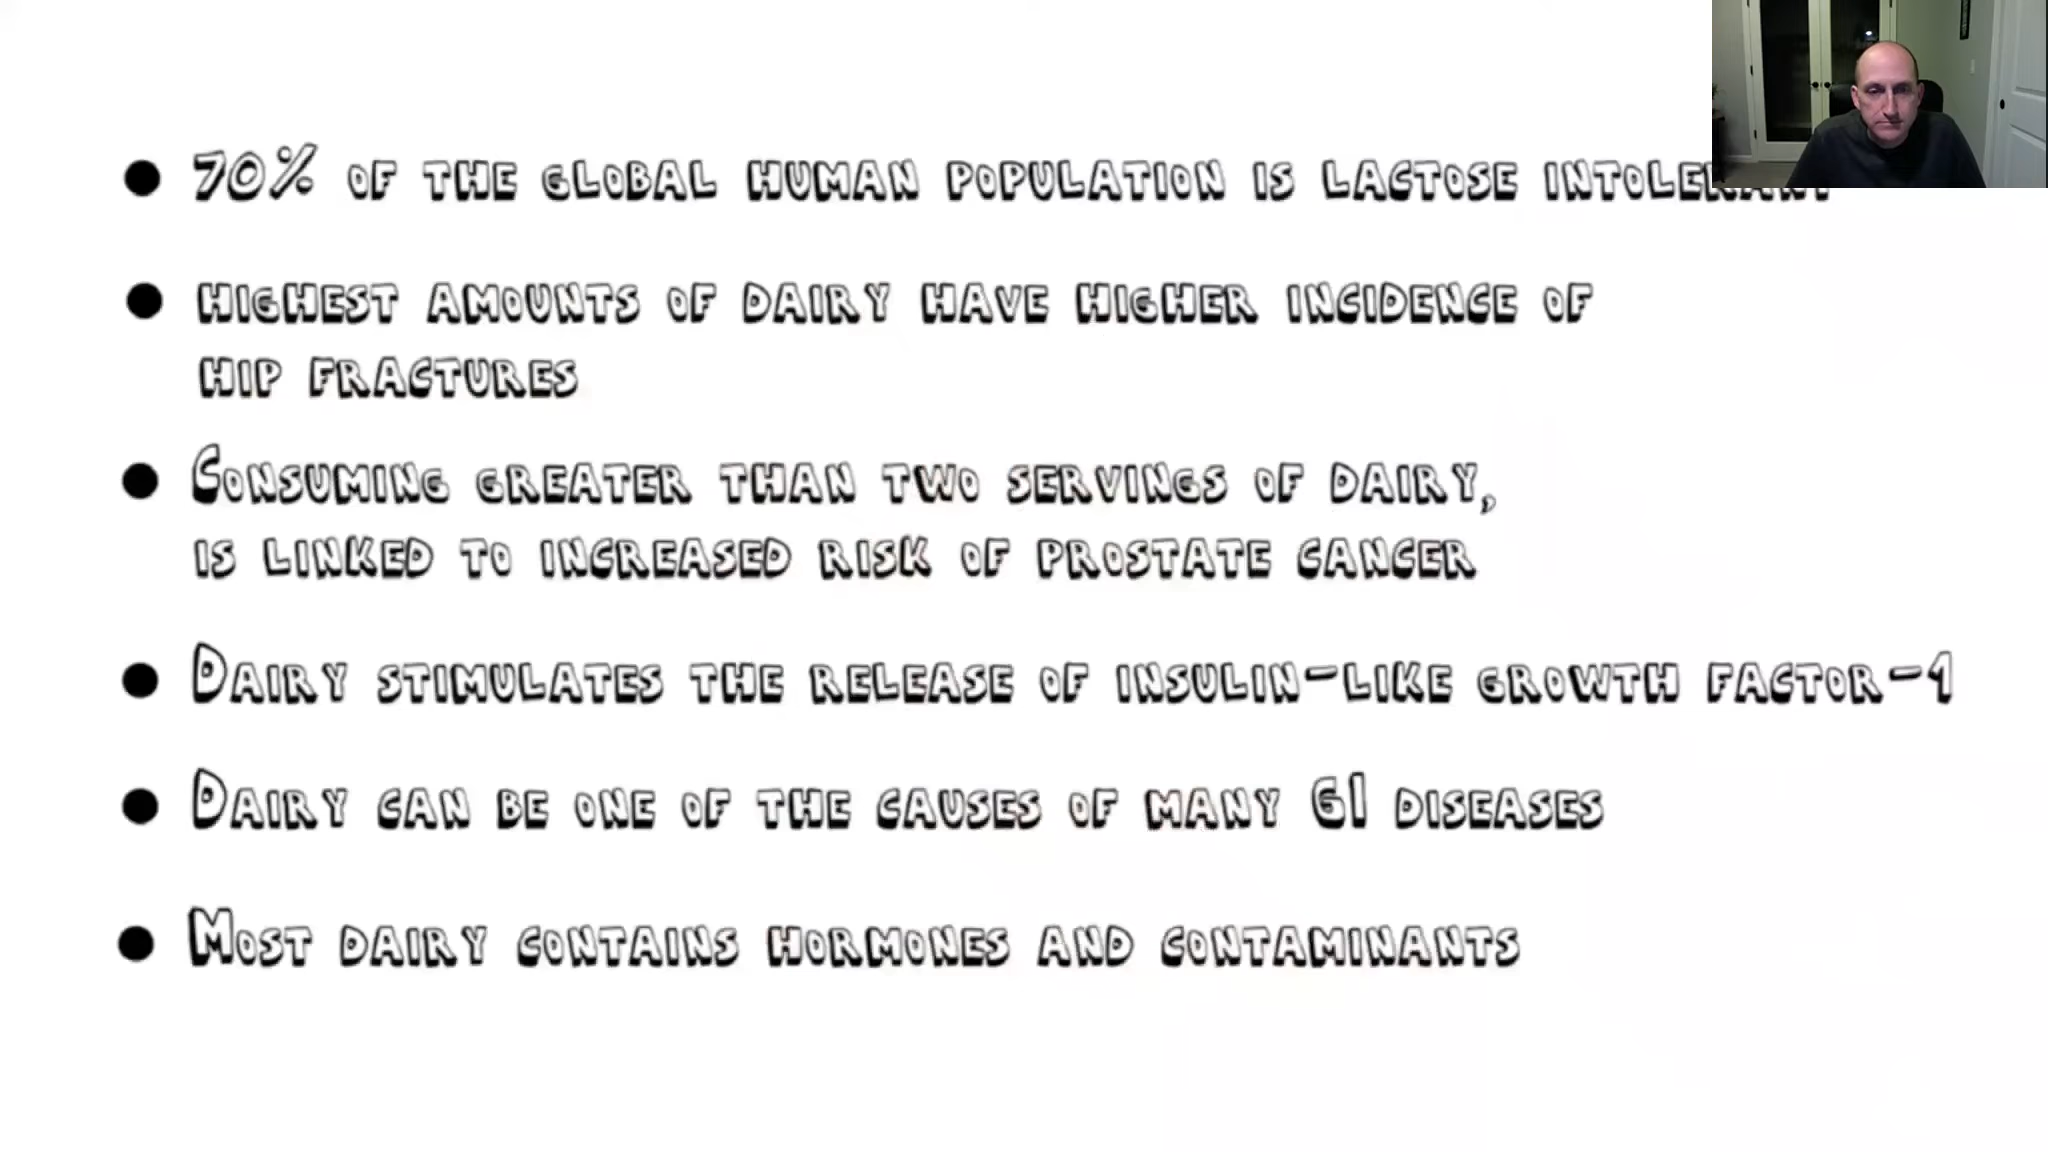 ● 70% of the global human population is lactose intolerant
● highest amounts of dairy have higher incidence of
hip fractures
● Consuming greater than two servings of dairy,
is linked to increased risk of prostate cancer
● Dairy stimulates the release of insulin-like growth factor-1
● Dairy can be one of the causes of many GI diseases
● Most dairy contains hormones and contaminants